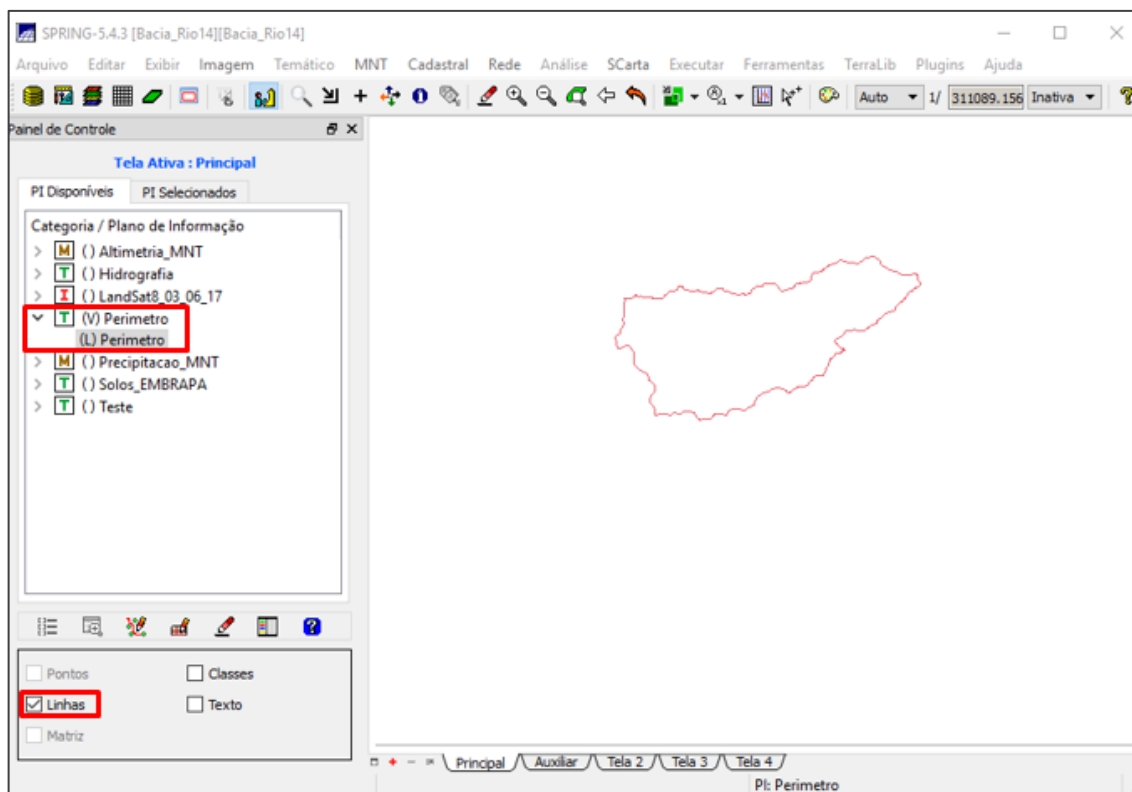 SPRING-5.4.3 [Bacia_Rio14][Bacia_Rio14]
Arquivo Editar Exibir Imagem Temático MNT Cadastral Rede Análise SCarta Executar Ferramentas TerraLib Plugins Ajuda
Auto 1/ 311089.156 Inativa
Painel de Controle
Tela Ativa : Principal
PI Disponíveis PI Selecionados
Categoria / Plano de Informação
M () Altimetria_MNT
T () Hidrografia
I () LandSat8_03_06_17
T (V) Perimetro
(L) Perimetro
M () Precipitacao_MNT
T () Solos_EMBRAPA
T () Teste
Pontos Classes
Linhas Texto
Matriz
Principal Auxiliar Tela 2 Tela 3 Tela 4
PI: Perimetro